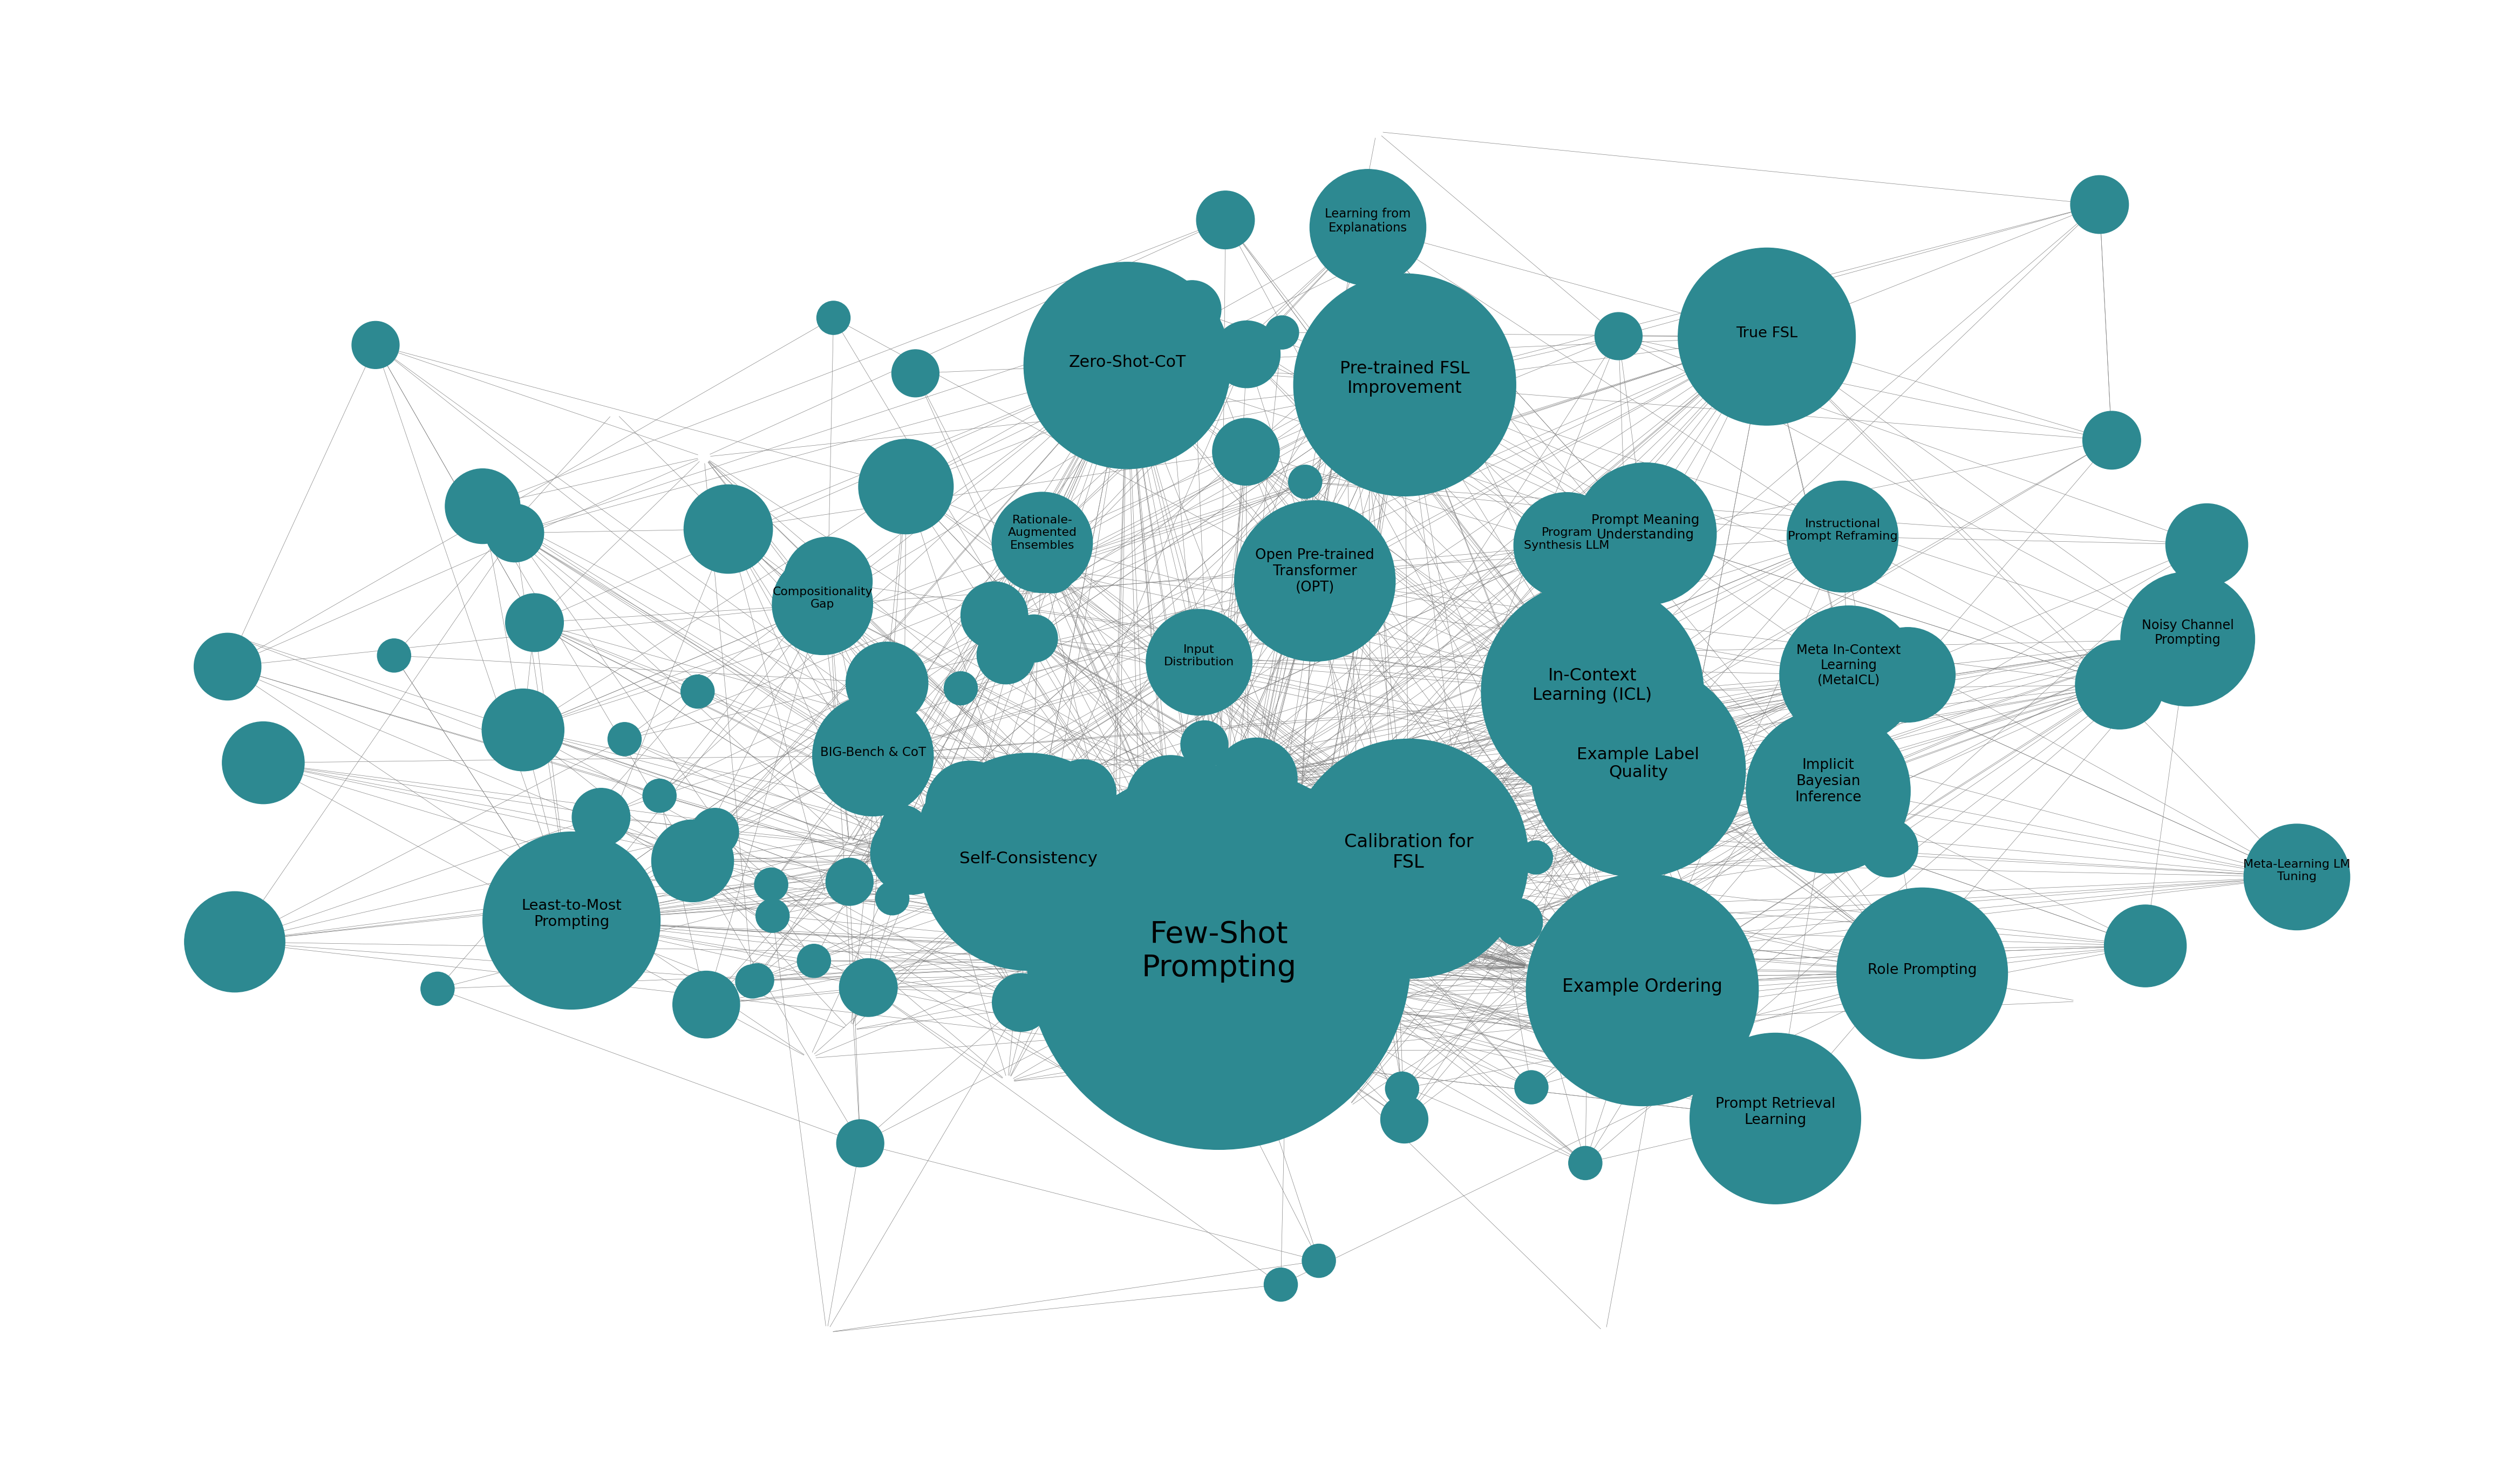 Learning from
Explanations
True FSL
Zero-Shot-CoT
Pre-trained FSL
Improvement
Rationale-
Augmented
Ensembles
Open Pre-trained
Transformer
(OPT)
Program
Synthesis LLM
Prompt Meaning
Understanding
Instructional
Prompt Reframing
Compositionality
Gap
Input
Distribution
In-Context
Learning (ICL)
Meta In-Context
Learning
(MetaICL)
Noisy Channel
Prompting
BIG-Bench & CoT
Example Label
Quality
Implicit
Bayesian
Inference
Self-Consistency
Calibration for
FSL
Meta-Learning LM
Tuning
Least-to-Most
Prompting
Few-Shot
Prompting
Example Ordering
Role Prompting
Prompt Retrieval
Learning